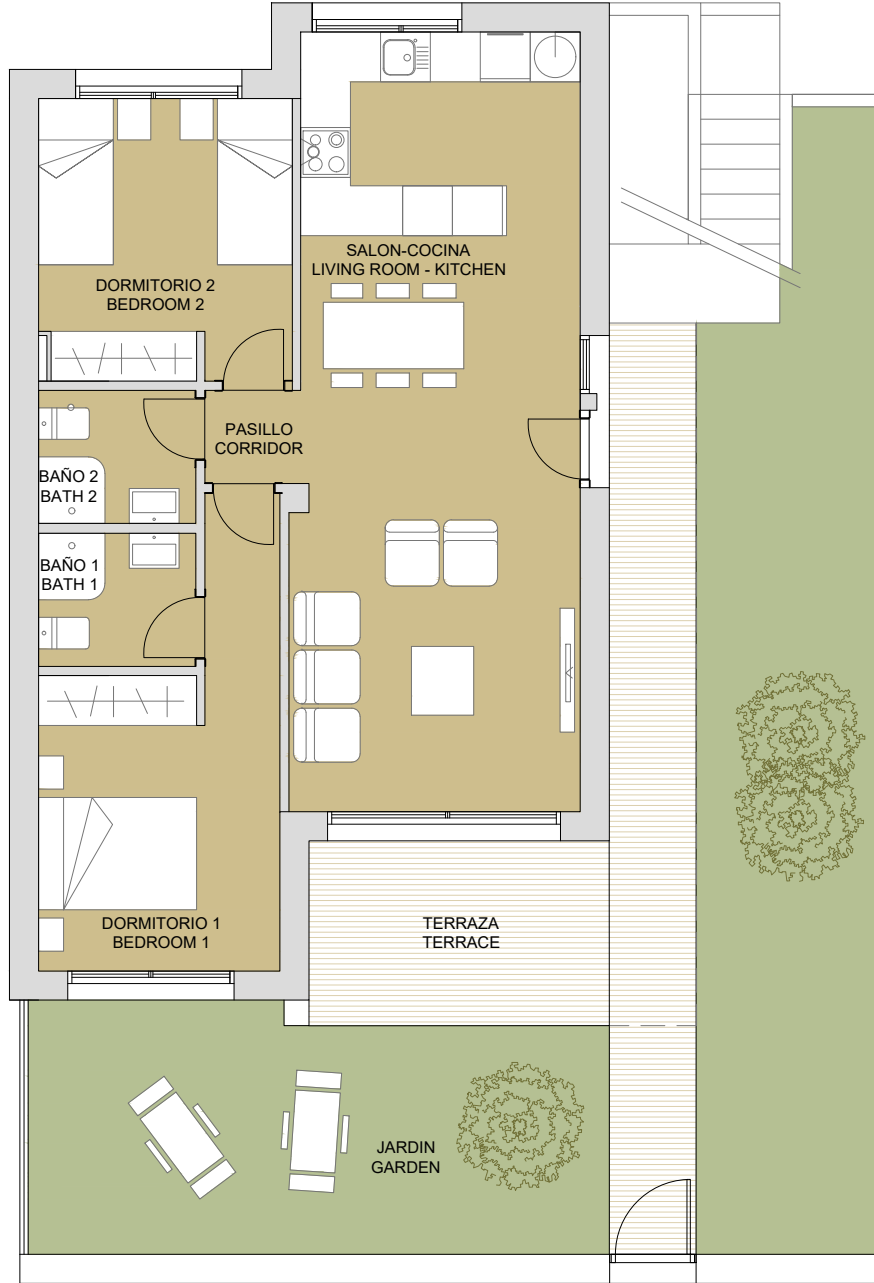 SALON-COCINA
LIVING ROOM - KITCHEN
DORMITORIO 2
BEDROOM 2
PASILLO
CORRIDOR
BAÑO 2
BATH 2
BAÑO 1
BATH 1
DORMITORIO 1
BEDROOM 1
TERRAZA
TERRACE
JARDIN
GARDEN